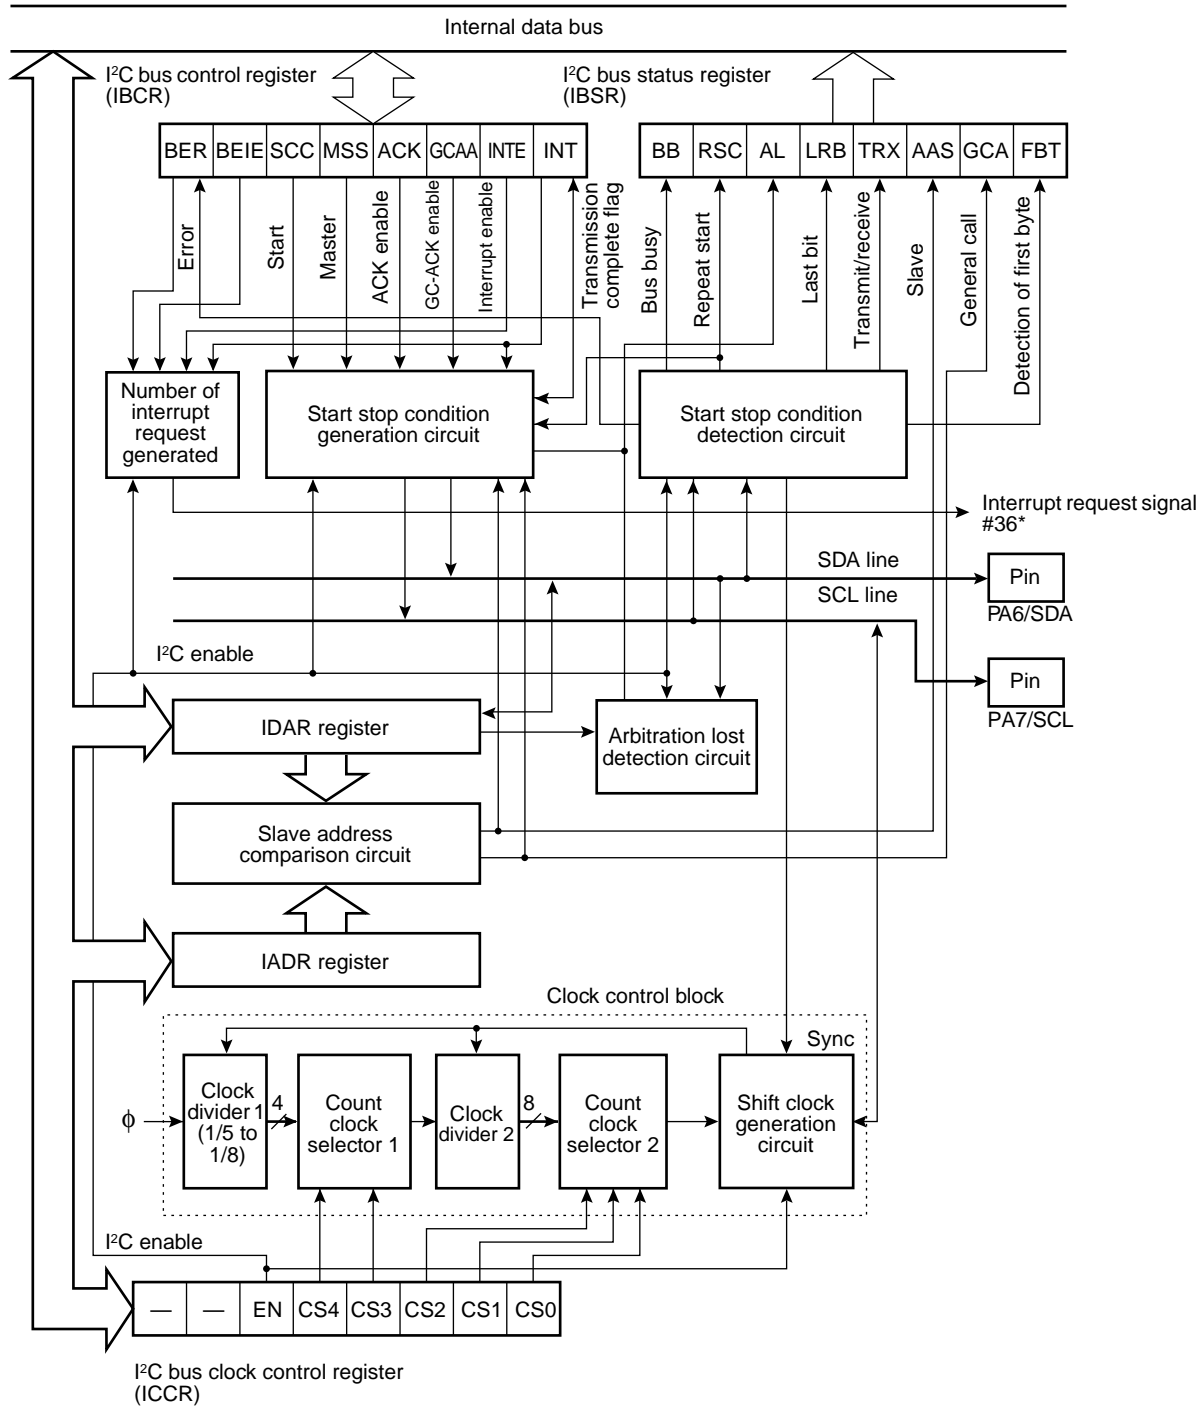 Internal data bus
I²C bus control register
(IBCR)
I²C bus status register
(IBSR)
BER BEIE SCC MSS ACK GCAA INTE INT
BB RSC AL LRB TRX AAS GCA FBT
Error
Start
Master
ACK enable
GC-ACK enable
Interrupt enable
Transmission
complete flag
Bus busy
Repeat start
Last bit
Transmit/receive
Slave
General call
Detection of first byte
Number of
interrupt
request
generated
Start stop condition
generation circuit
Start stop condition
detection circuit
Interrupt request signal
#36*
SDA line
Pin
PA6/SDA
SCL line
Pin
PA7/SCL
I²C enable
IDAR register
Arbitration lost
detection circuit
Slave address
comparison circuit
IADR register
Clock control block
Sync
ϕ
Clock
divider 1
(1/5 to
1/8)
4
Count
clock
selector 1
Clock
divider 2
8
Count
clock
selector 2
Shift clock
generation
circuit
I²C enable
— — EN CS4 CS3 CS2 CS1 CS0
I²C bus clock control register
(ICCR)